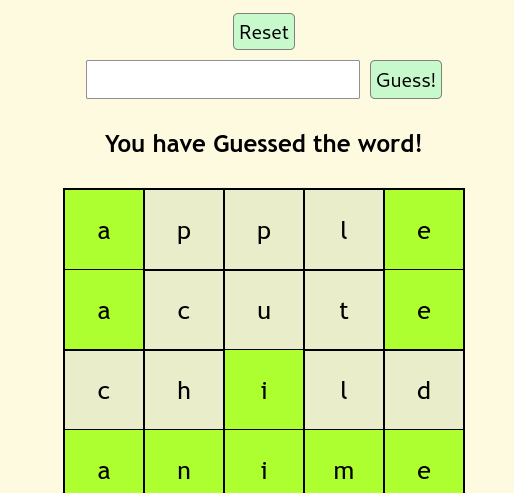 Reset
Guess!
You have Guessed the word!
a p p l e
a c u t e
c h i l d
a n i m e